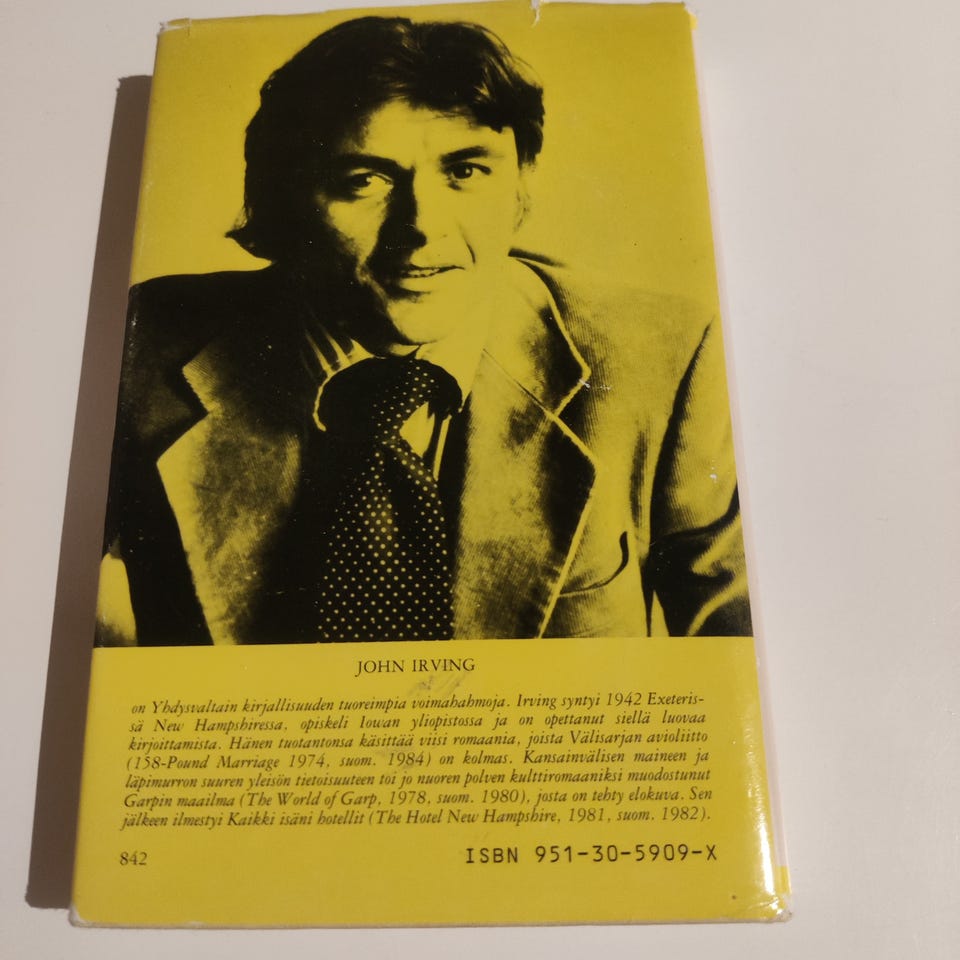 JOHN IRVING
on Yhdysvaltain kirjallisuuden tuoreimpia voimahahmoja. Irving syntyi 1942 Exeteris-
sä New Hampshiressa, opiskeli Iowan yliopistossa ja on opettanut siellä luovaa
kirjoittamista. Hänen tuotantonsa käsittää viisi romaania, joista Välisarjan avioliitto
(158-Pound Marriage 1974, suom. 1984) on kolmas. Kansainvälisen maineen ja
läpimurron suuren yleisön tietoisuuteen toi jo nuoren polven kulttiromaaniksi muodostunut
Garpin maailma (The World of Garp, 1978, suom. 1980), josta on tehty elokuva. Sen
jälkeen ilmestyi Kaikki isäni hotellit (The Hotel New Hampshire, 1981, suom. 1982).
842
ISBN 951-30-5909-X